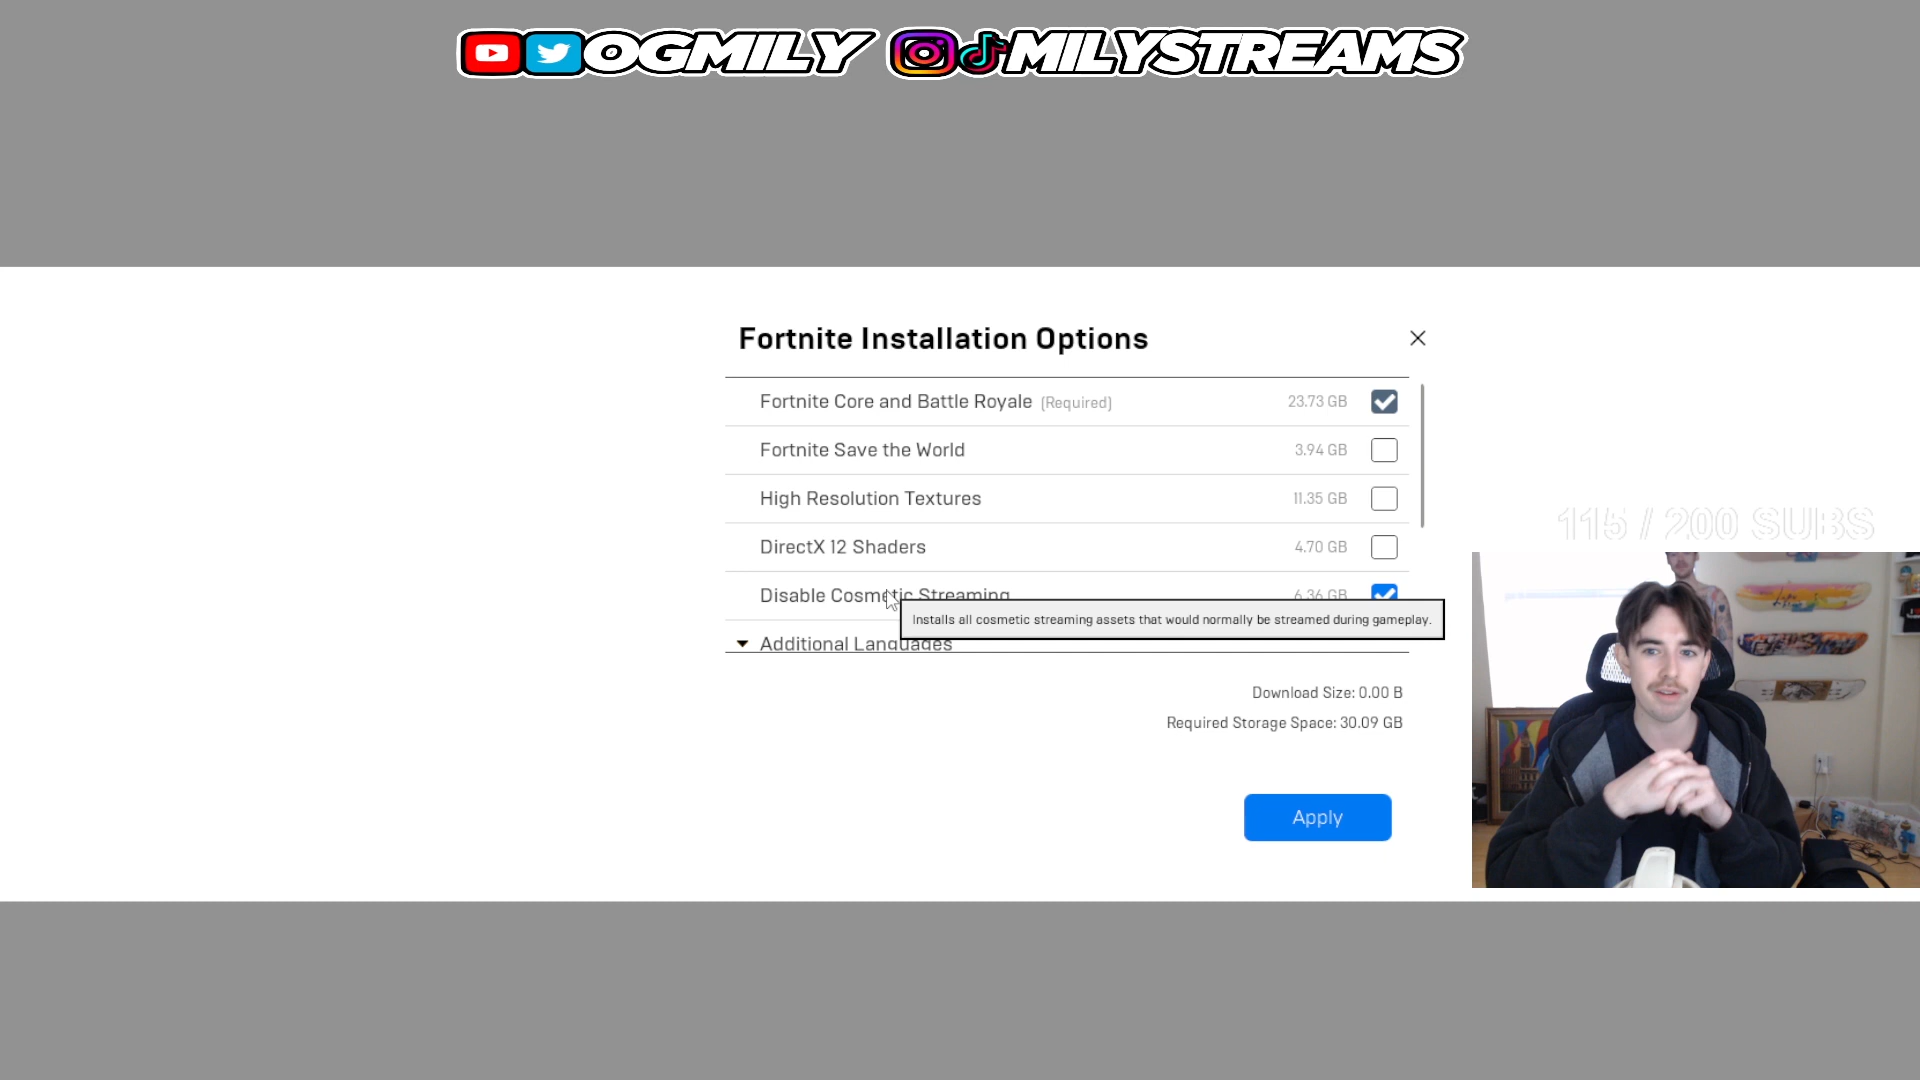 OGMILY MILYSTREAMS
Fortnite Installation Options
Fortnite Core and Battle Royale (Required) 23.73 GB
Fortnite Save the World 3.94 GB
High Resolution Textures 11.35 GB
DirectX 12 Shaders 4.70 GB
115 / 200 SUBS
Disable Cosmetic Streaming 6.36 GB
Installs all cosmetic streaming assets that would normally be streamed during gameplay.
Additional Languages
Download Size: 0.00 B
Required Storage Space: 30.09 GB
Apply